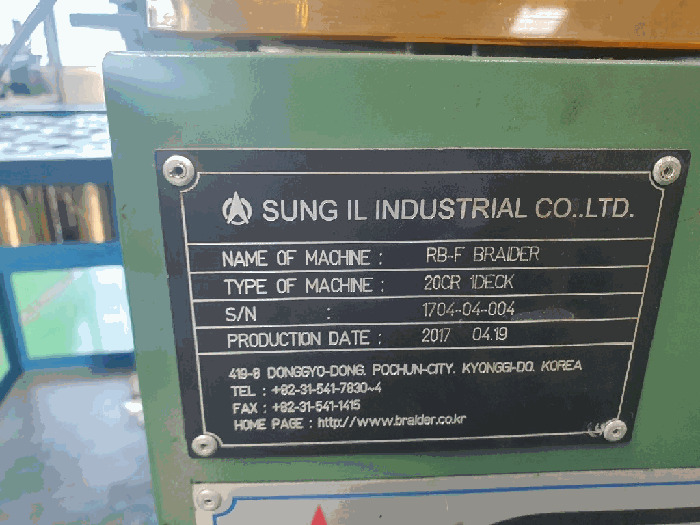 SUNG IL INDUSTRIAL CO.,LTD.
NAME OF MACHINE : RB-F BRAIDER
TYPE OF MACHINE : 20CR 1DECK
S/N : 1704-04-004
PRODUCTION DATE : 2017 04.19
419-8 DONGGYO-DONG. POCHUN-CITY. KYONGGI-DO. KOREA
TEL : +82-31-541-7830~4
FAX : +82-31-541-1415
HOME PAGE : http://www.braider.co.kr